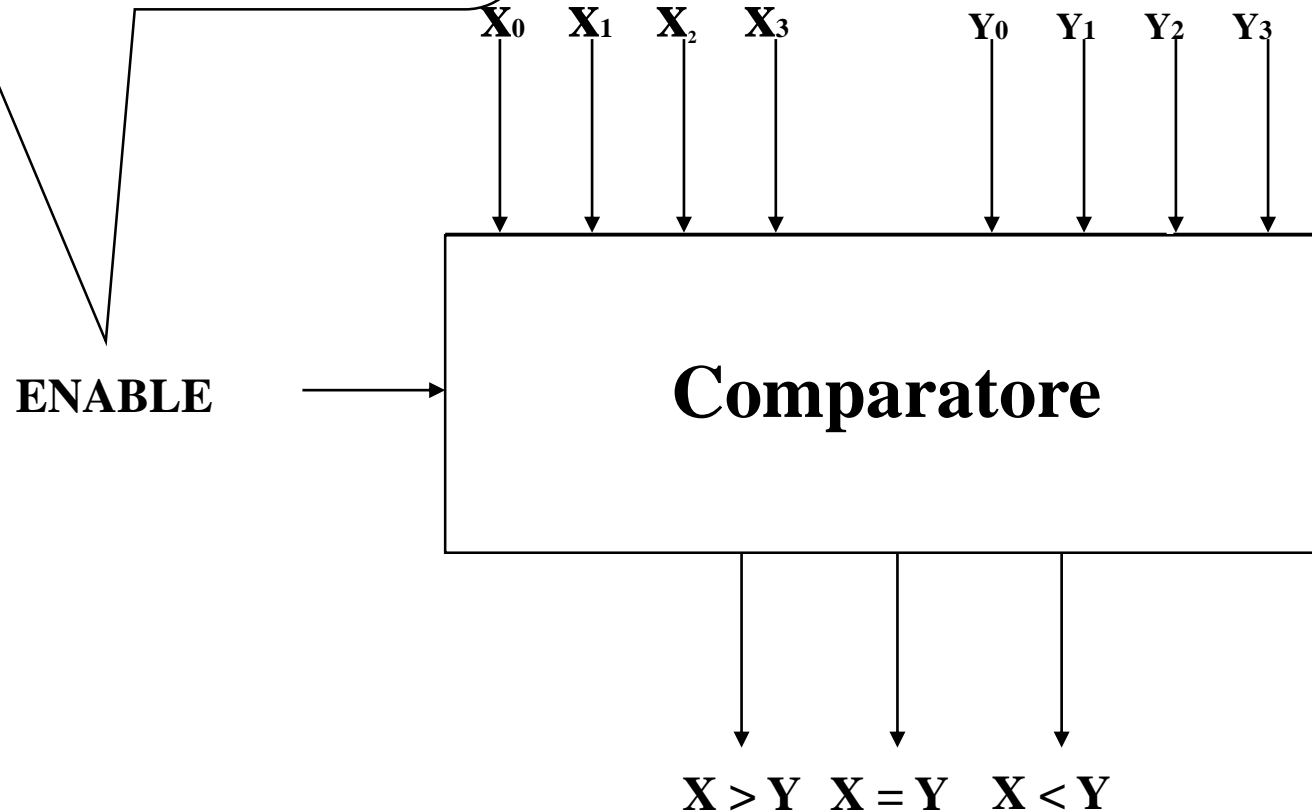 X0 X1 X2 X3 Y0 Y1 Y2 Y3
ENABLE Comparatore
X > Y X = Y X < Y